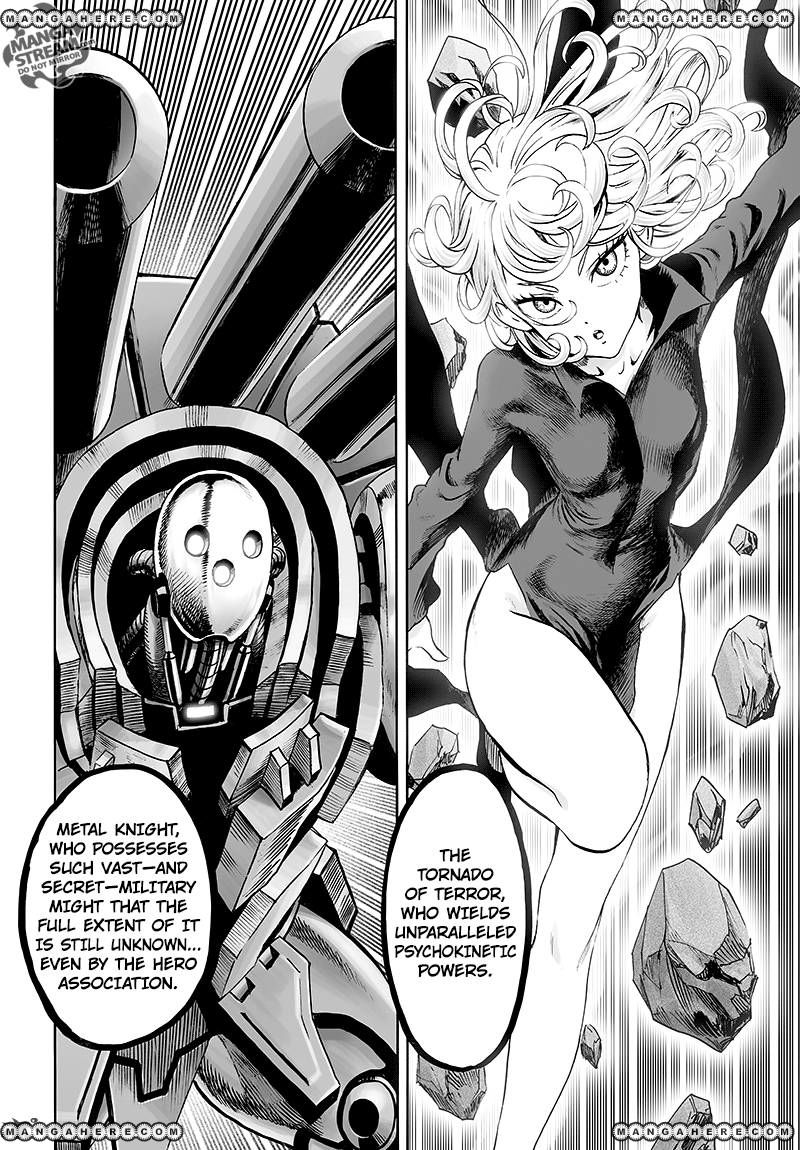 MANGAHERE.COM
MANGAHERE.COM
MANGA
STREAM.COM
DO NOT MIRROR!
THE
TORNADO
OF TERROR,
WHO WIELDS
UNPARALLELED
PSYCHOKINETIC
POWERS.
METAL KNIGHT,
WHO POSSESSES
SUCH VAST—AND
SECRET—MILITARY
MIGHT THAT THE
FULL EXTENT OF IT
IS STILL UNKNOWN...
EVEN BY THE HERO
ASSOCIATION.
MANGAHERE.COM
MANGAHERE.COM